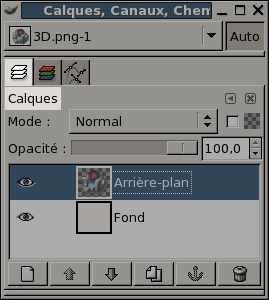 Calques, Canaux, Chem
3D.png-1 Auto
Calques
Mode : Normal
Opacité : 100,0
Arrière-plan
Fond